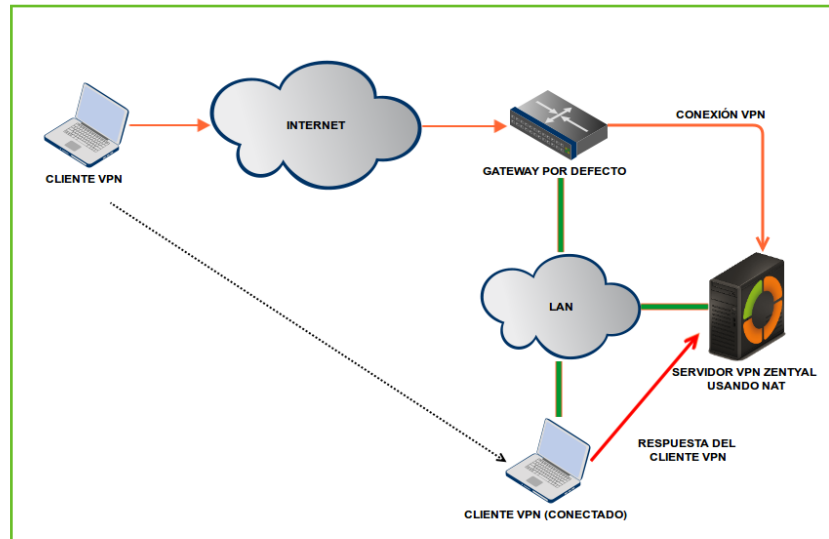 CONEXIÓN VPN
INTERNET
CLIENTE VPN
GATEWAY POR DEFECTO
LAN
SERVIDOR VPN ZENTYAL
USANDO NAT
RESPUESTA DEL
CLIENTE VPN
CLIENTE VPN (CONECTADO)